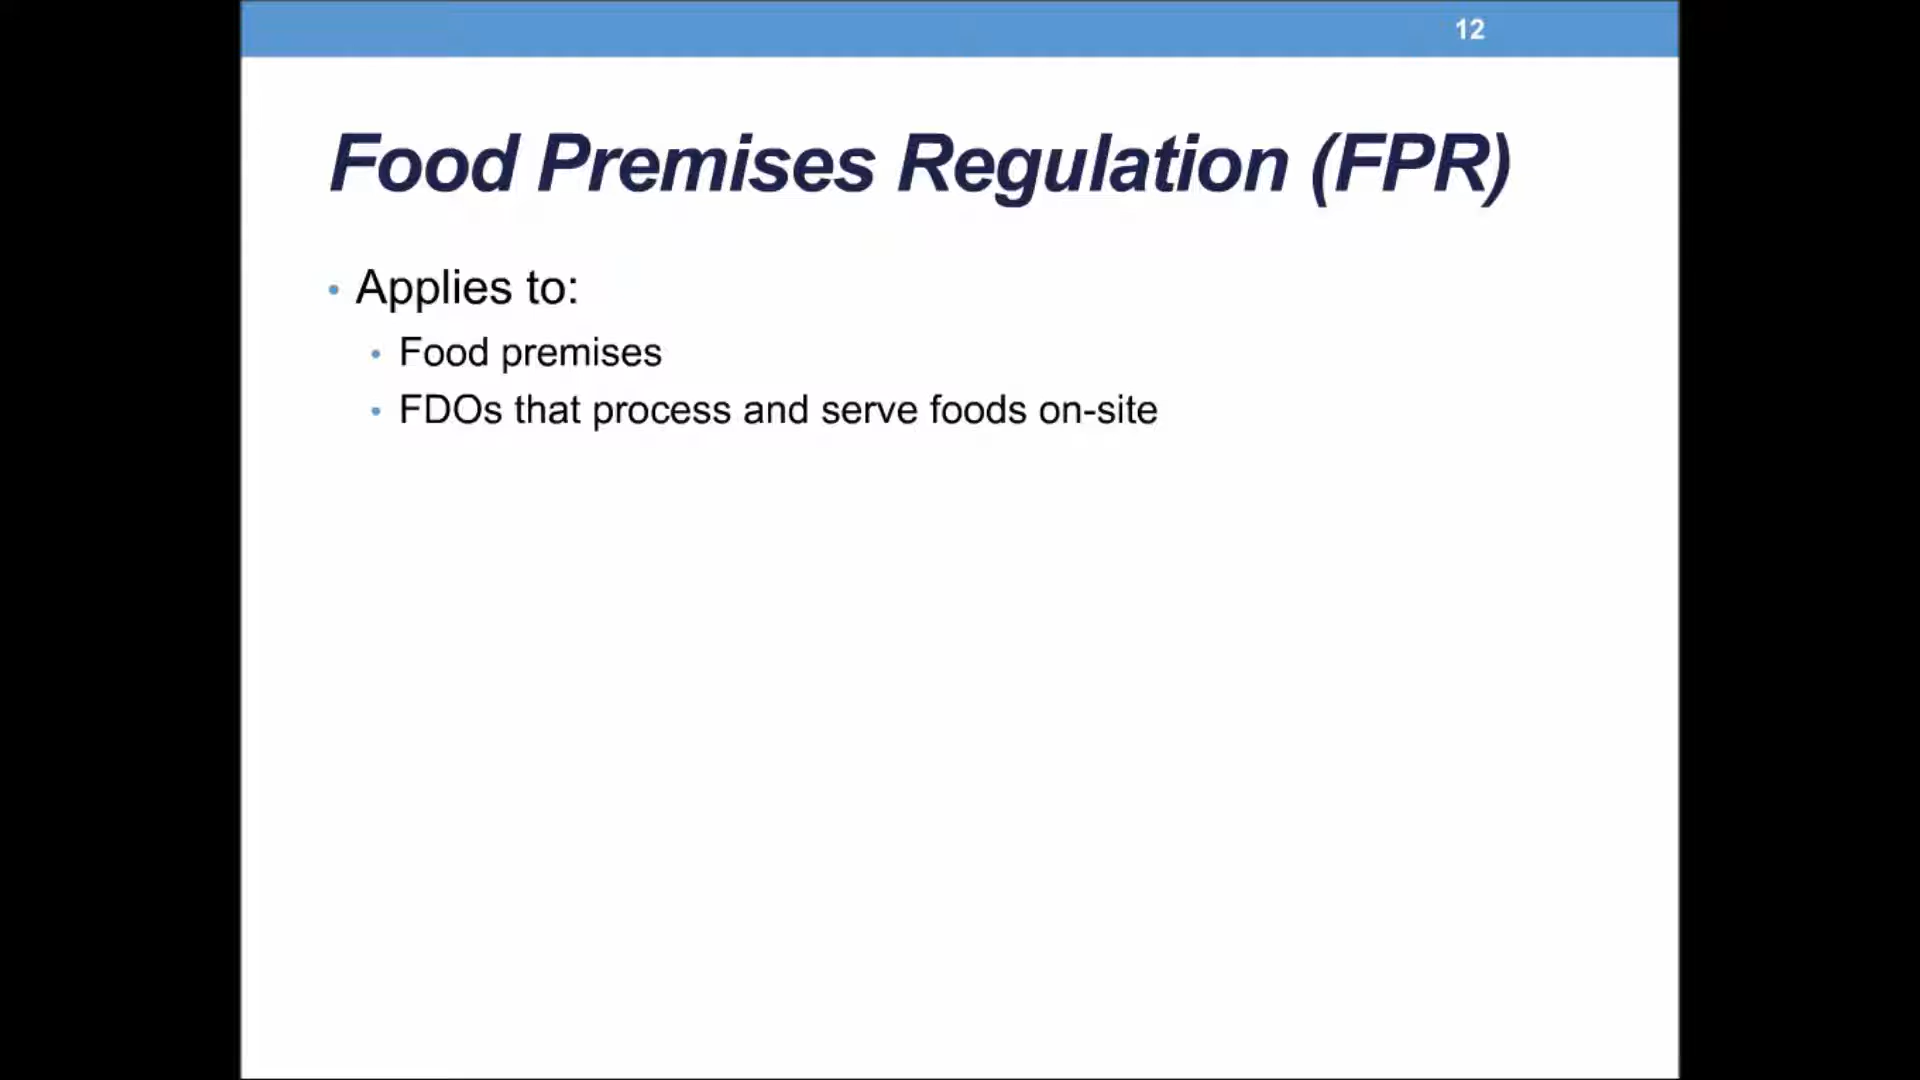 12
Food Premises Regulation (FPR)
• Applies to:
• Food premises
• FDOs that process and serve foods on-site